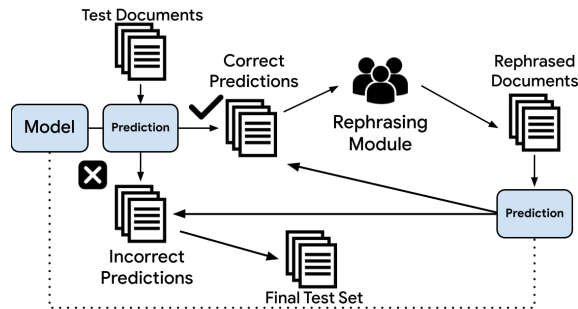 Test Documents
Correct
Predictions
Rephrased
Documents
Model
Prediction
Rephrasing
Module
Prediction
Incorrect
Predictions
Final Test Set